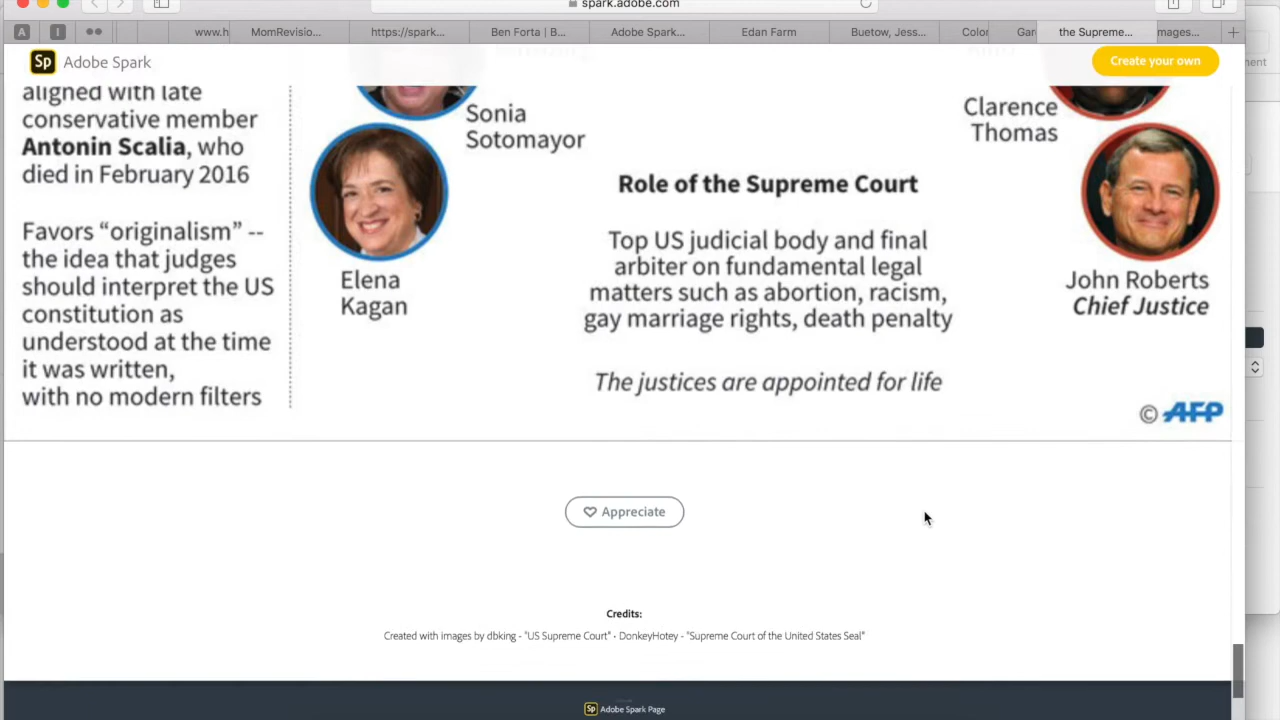 spark.adobe.com
www.h
MomRevisio...
https://spark...
Ben Forta | B...
Adobe Spark...
Edan Farm
Buetow, Jess...
Color
Gar
the Supreme...
mages...
Sp Adobe Spark
Create your own
aligned with late
conservative member
Antonin Scalia, who
died in February 2016
Favors “originalism” --
the idea that judges
should interpret the US
constitution as
understood at the time
it was written,
with no modern filters
Sonia
Sotomayor
Elena
Kagan
Clarence
Thomas
John Roberts
Chief Justice
Role of the Supreme Court
Top US judicial body and final
arbiter on fundamental legal
matters such as abortion, racism,
gay marriage rights, death penalty
The justices are appointed for life
© AFP
Appreciate
Credits:
Created with images by dbking - "US Supreme Court" • DonkeyHotey - "Supreme Court of the United States Seal"
Sp Adobe Spark Page